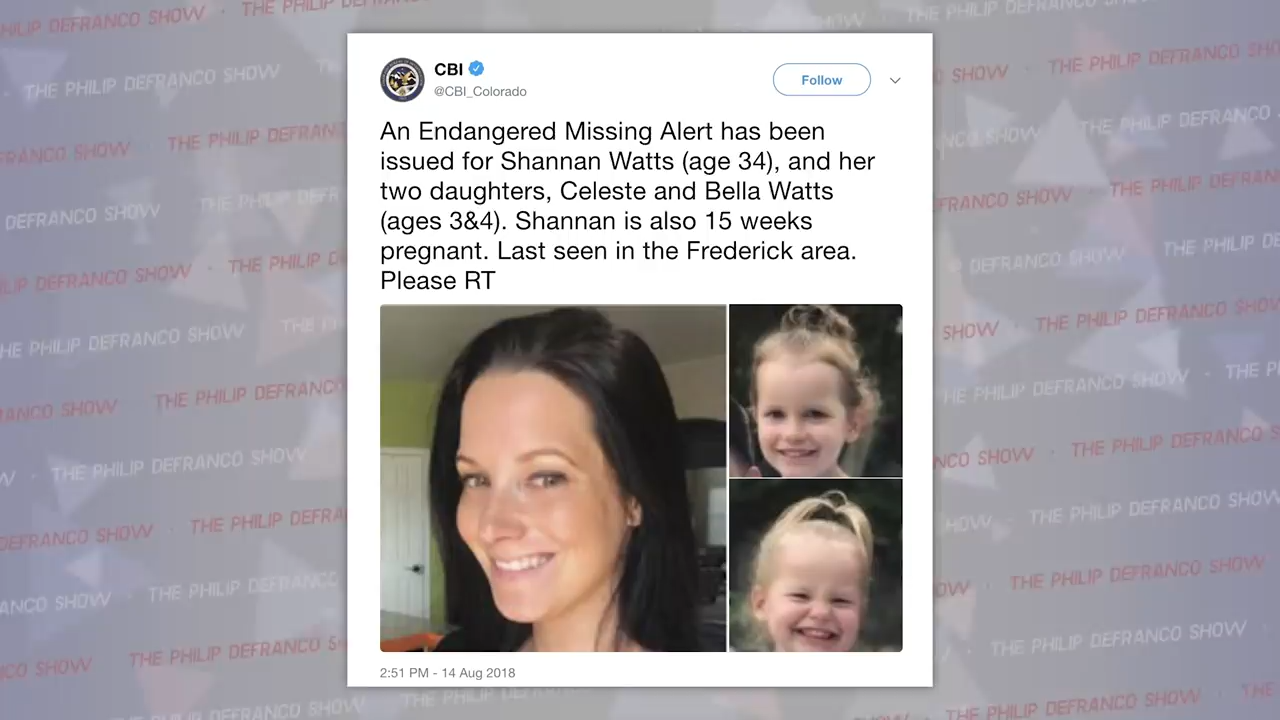 CBI
@CBI_Colorado
Follow
An Endangered Missing Alert has been
issued for Shannan Watts (age 34), and her
two daughters, Celeste and Bella Watts
(ages 3&4). Shannan is also 15 weeks
pregnant. Last seen in the Frederick area.
Please RT
2:51 PM - 14 Aug 2018
THE PHILIP DEFRANCO SHOW